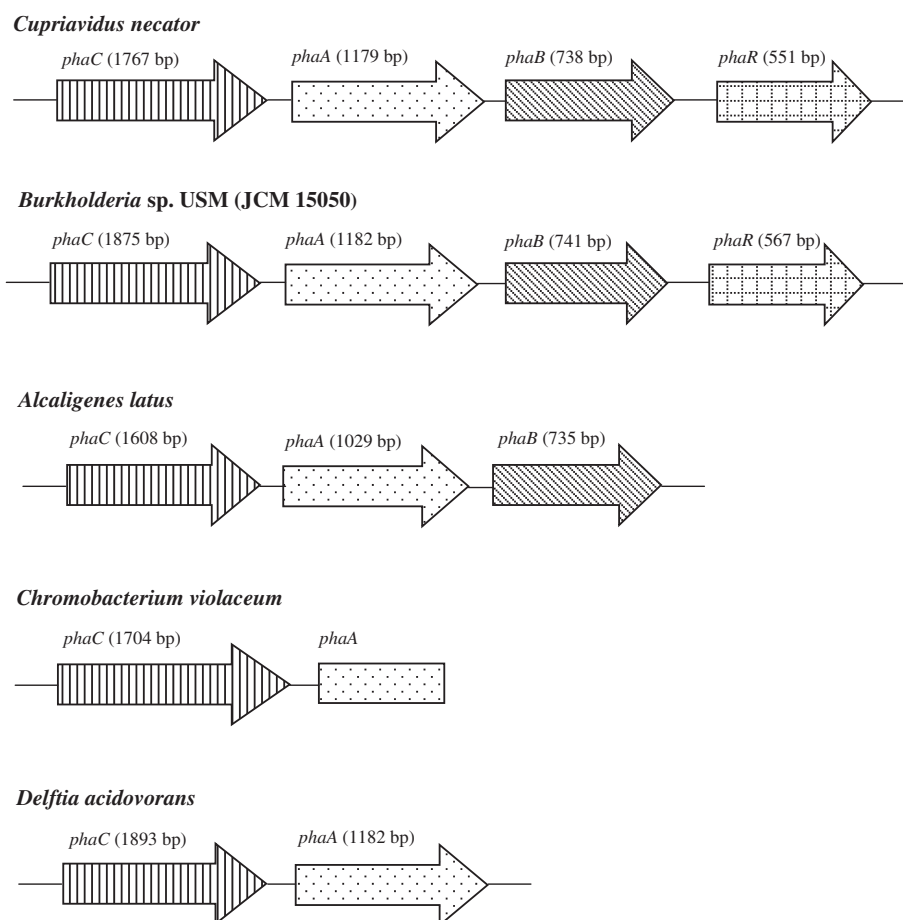 Cupriavidus necator
phaC (1767 bp) phaA (1179 bp) phaB (738 bp) phaR (551 bp)
Burkholderia sp. USM (JCM 15050)
phaC (1875 bp) phaA (1182 bp) phaB (741 bp) phaR (567 bp)
Alcaligenes latus
phaC (1608 bp) phaA (1029 bp) phaB (735 bp)
Chromobacterium violaceum
phaC (1704 bp) phaA
Delftia acidovorans
phaC (1893 bp) phaA (1182 bp)